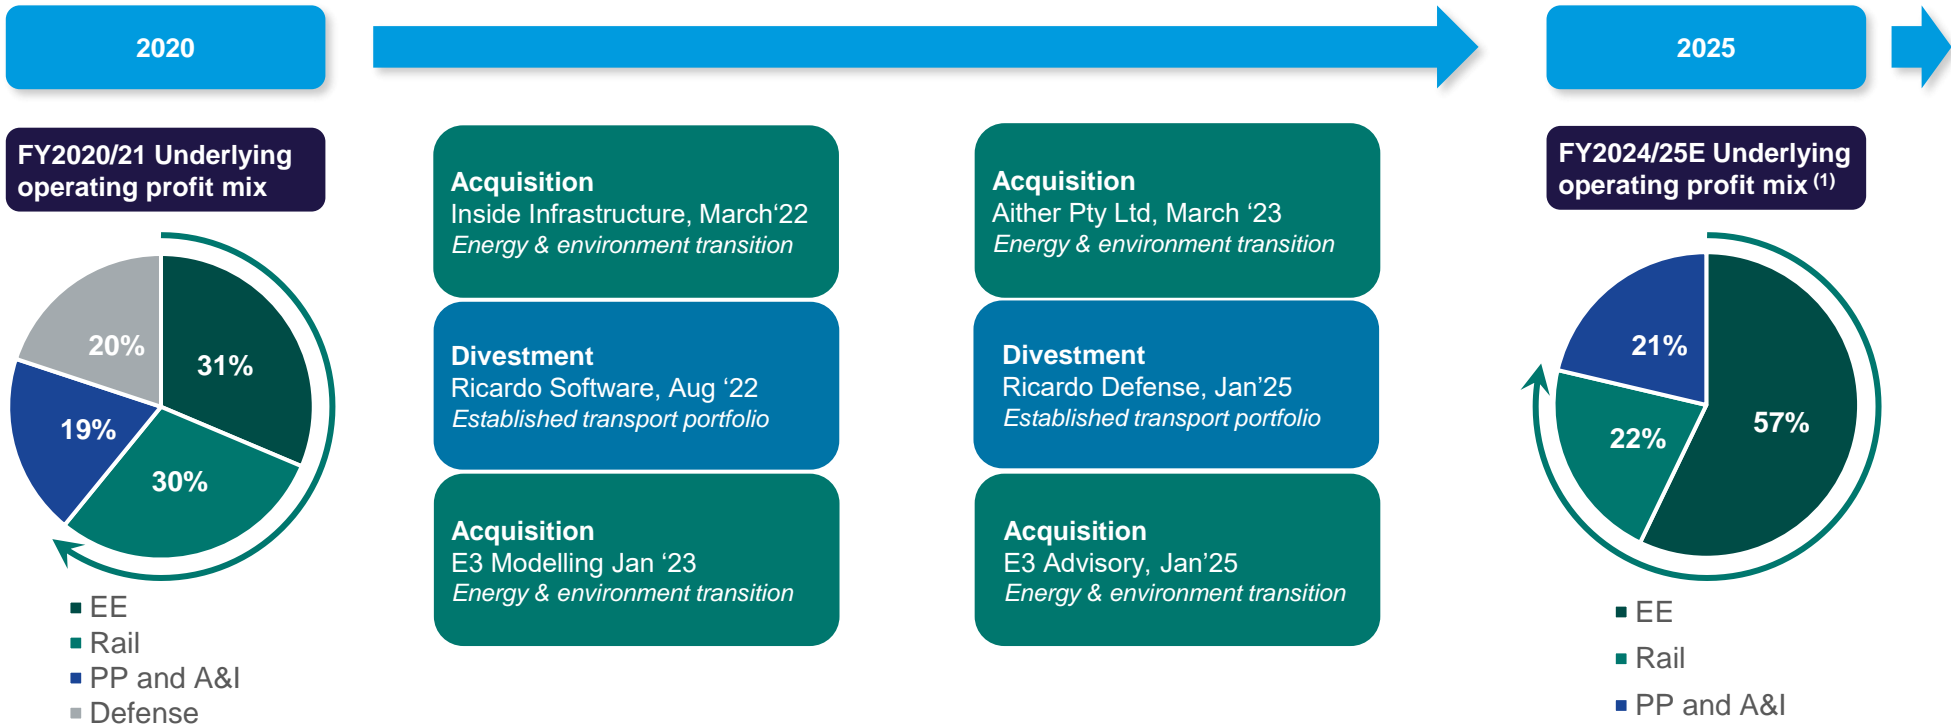 2020
2025
FY2020/21 Underlying
operating profit mix
31%
30%
19%
20%
EE
Rail
PP and A&I
Defense
Acquisition
Inside Infrastructure, March‘22
Energy & environment transition
Divestment
Ricardo Software, Aug ‘22
Established transport portfolio
Acquisition
E3 Modelling Jan ‘23
Energy & environment transition
Acquisition
Aither Pty Ltd, March ‘23
Energy & environment transition
Divestment
Ricardo Defense, Jan’25
Established transport portfolio
Acquisition
E3 Advisory, Jan’25
Energy & environment transition
FY2024/25E Underlying
operating profit mix (1)
57%
22%
21%
EE
Rail
PP and A&I